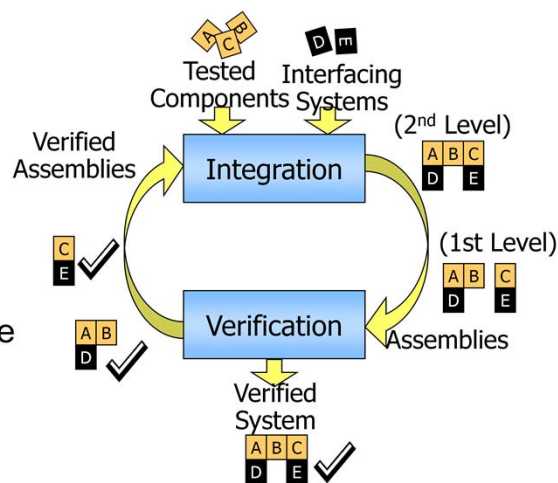 A B C
D E
Tested
Components
Interfacing
Systems
Verified
Assemblies
Integration
(2nd Level)
A B C
D E
C
E
(1st Level)
A B C
D E
A B
D
e
Verification
Assemblies
Verified
System
A B C
D E